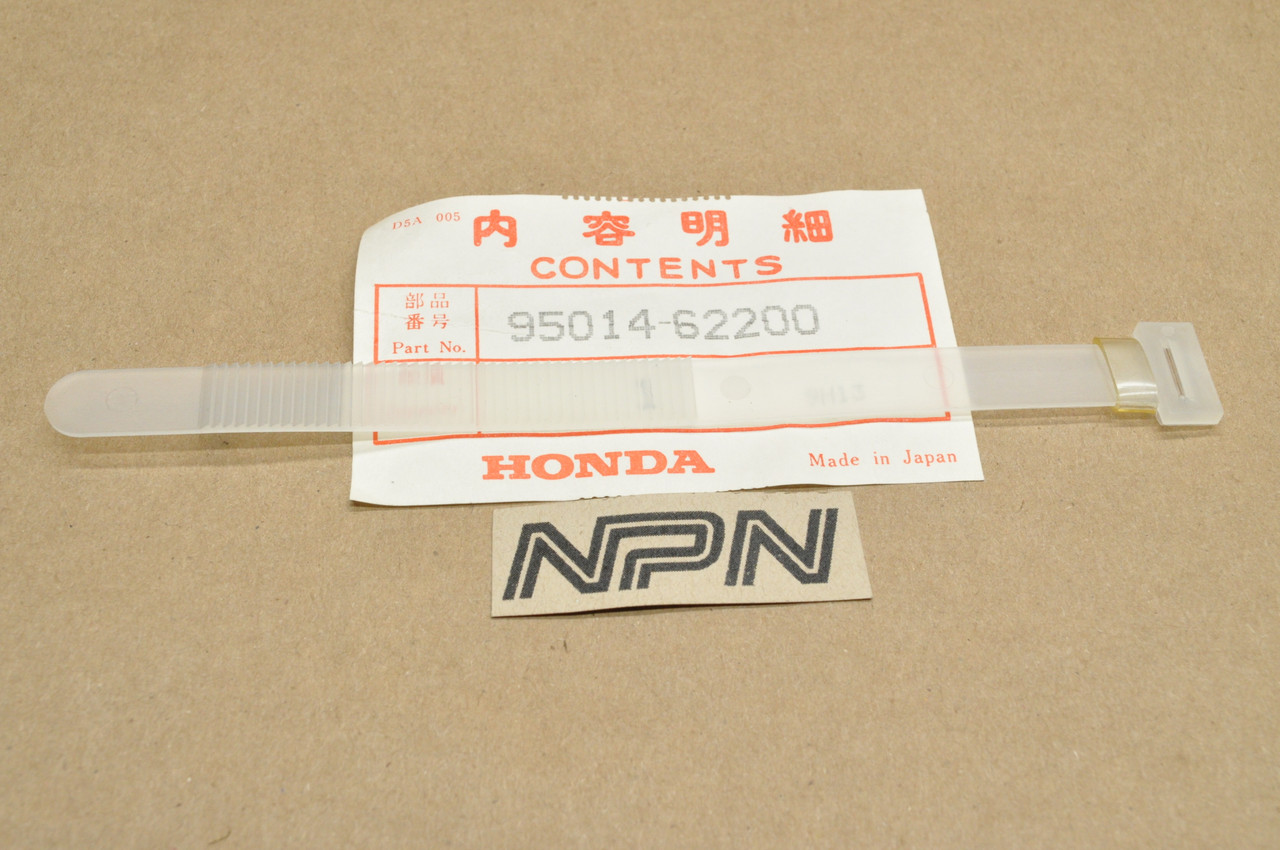 D5A 005
内容明細
CONTENTS
部品
番号
Part No.
95014-62200
1
HONDA
Made in Japan
NPN